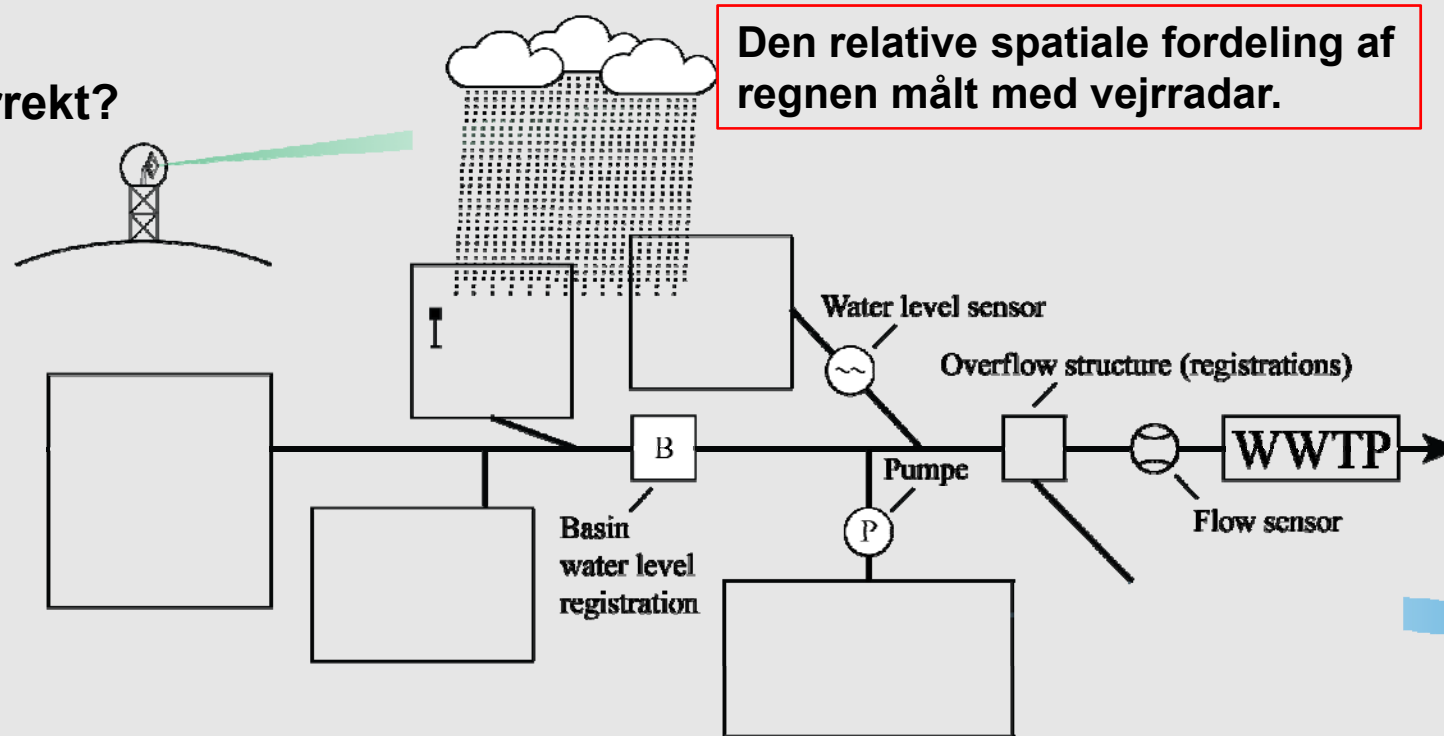 Den relative spatiale fordeling af
regnen målt med vejrradar.
rrekt?
Water level sensor
Overflow structure (registrations)
B
WWTP
Pumpe
P
Flow sensor
Basin
water level
registration